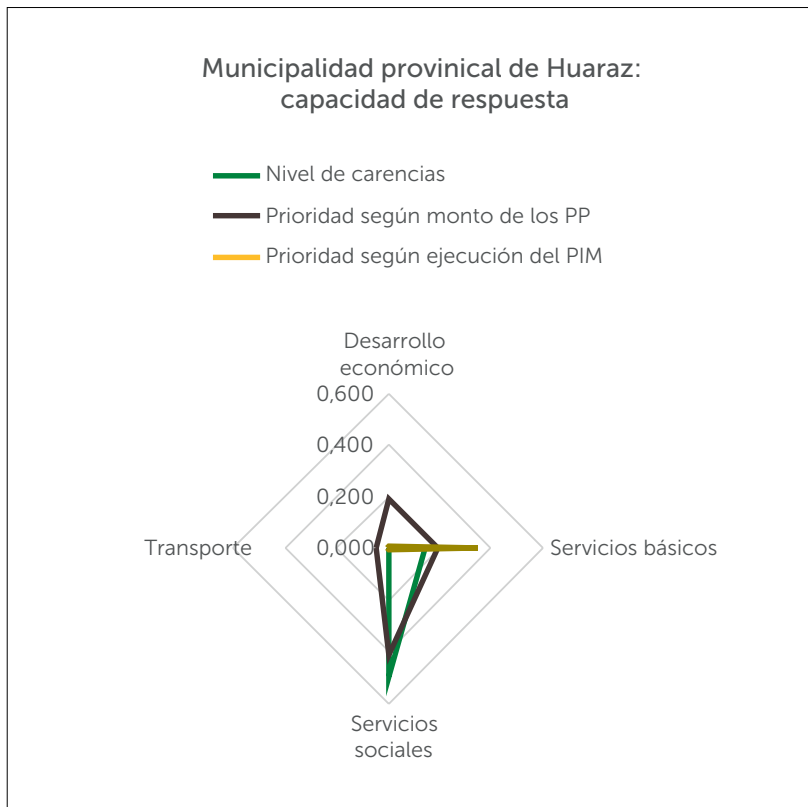 Municipalidad provinical de Huaraz:
capacidad de respuesta
Nivel de carencias
Prioridad según monto de los PP
Prioridad según ejecución del PIM
Desarrollo
económico
0,600
0,400
0,200
Transporte
0,000
Servicios básicos
Servicios
sociales